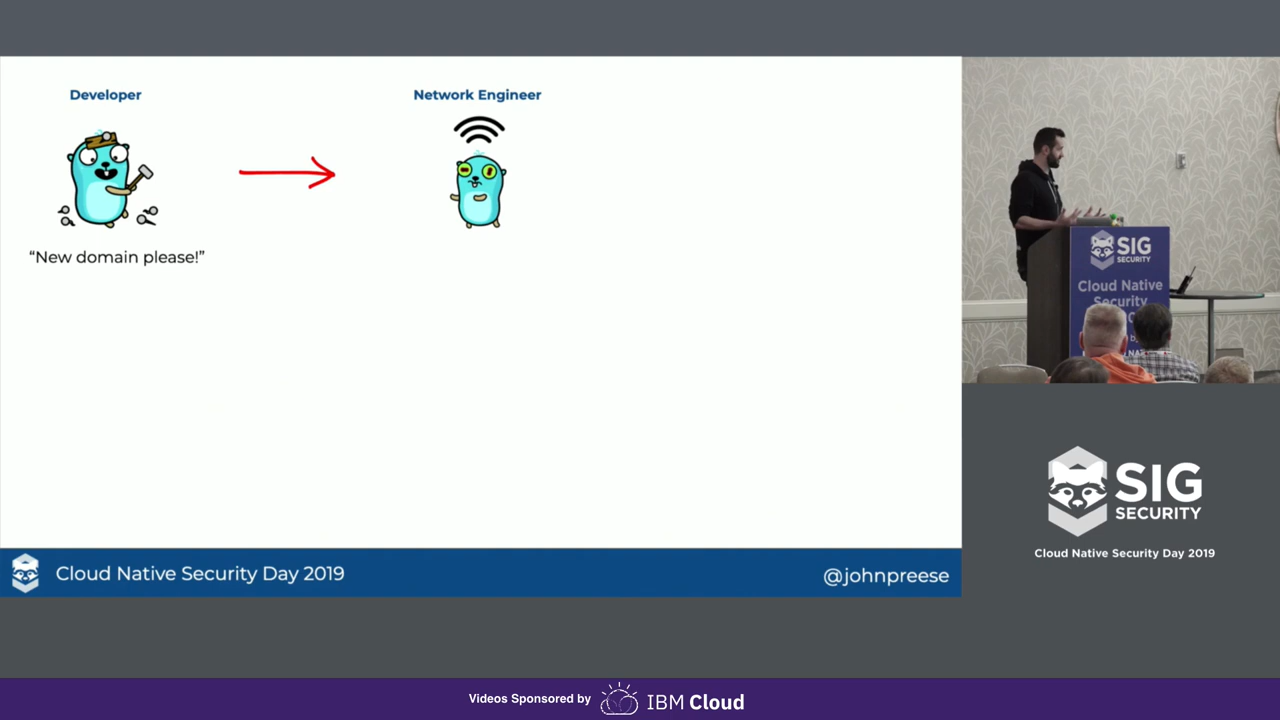 Developer
Network Engineer
“New domain please!”
Cloud Native Security Day 2019
@johnpreese
SIG
SECURITY
Cloud Native
Security
SIG
SECURITY
Cloud Native Security Day 2019
Videos Sponsored by
IBM Cloud